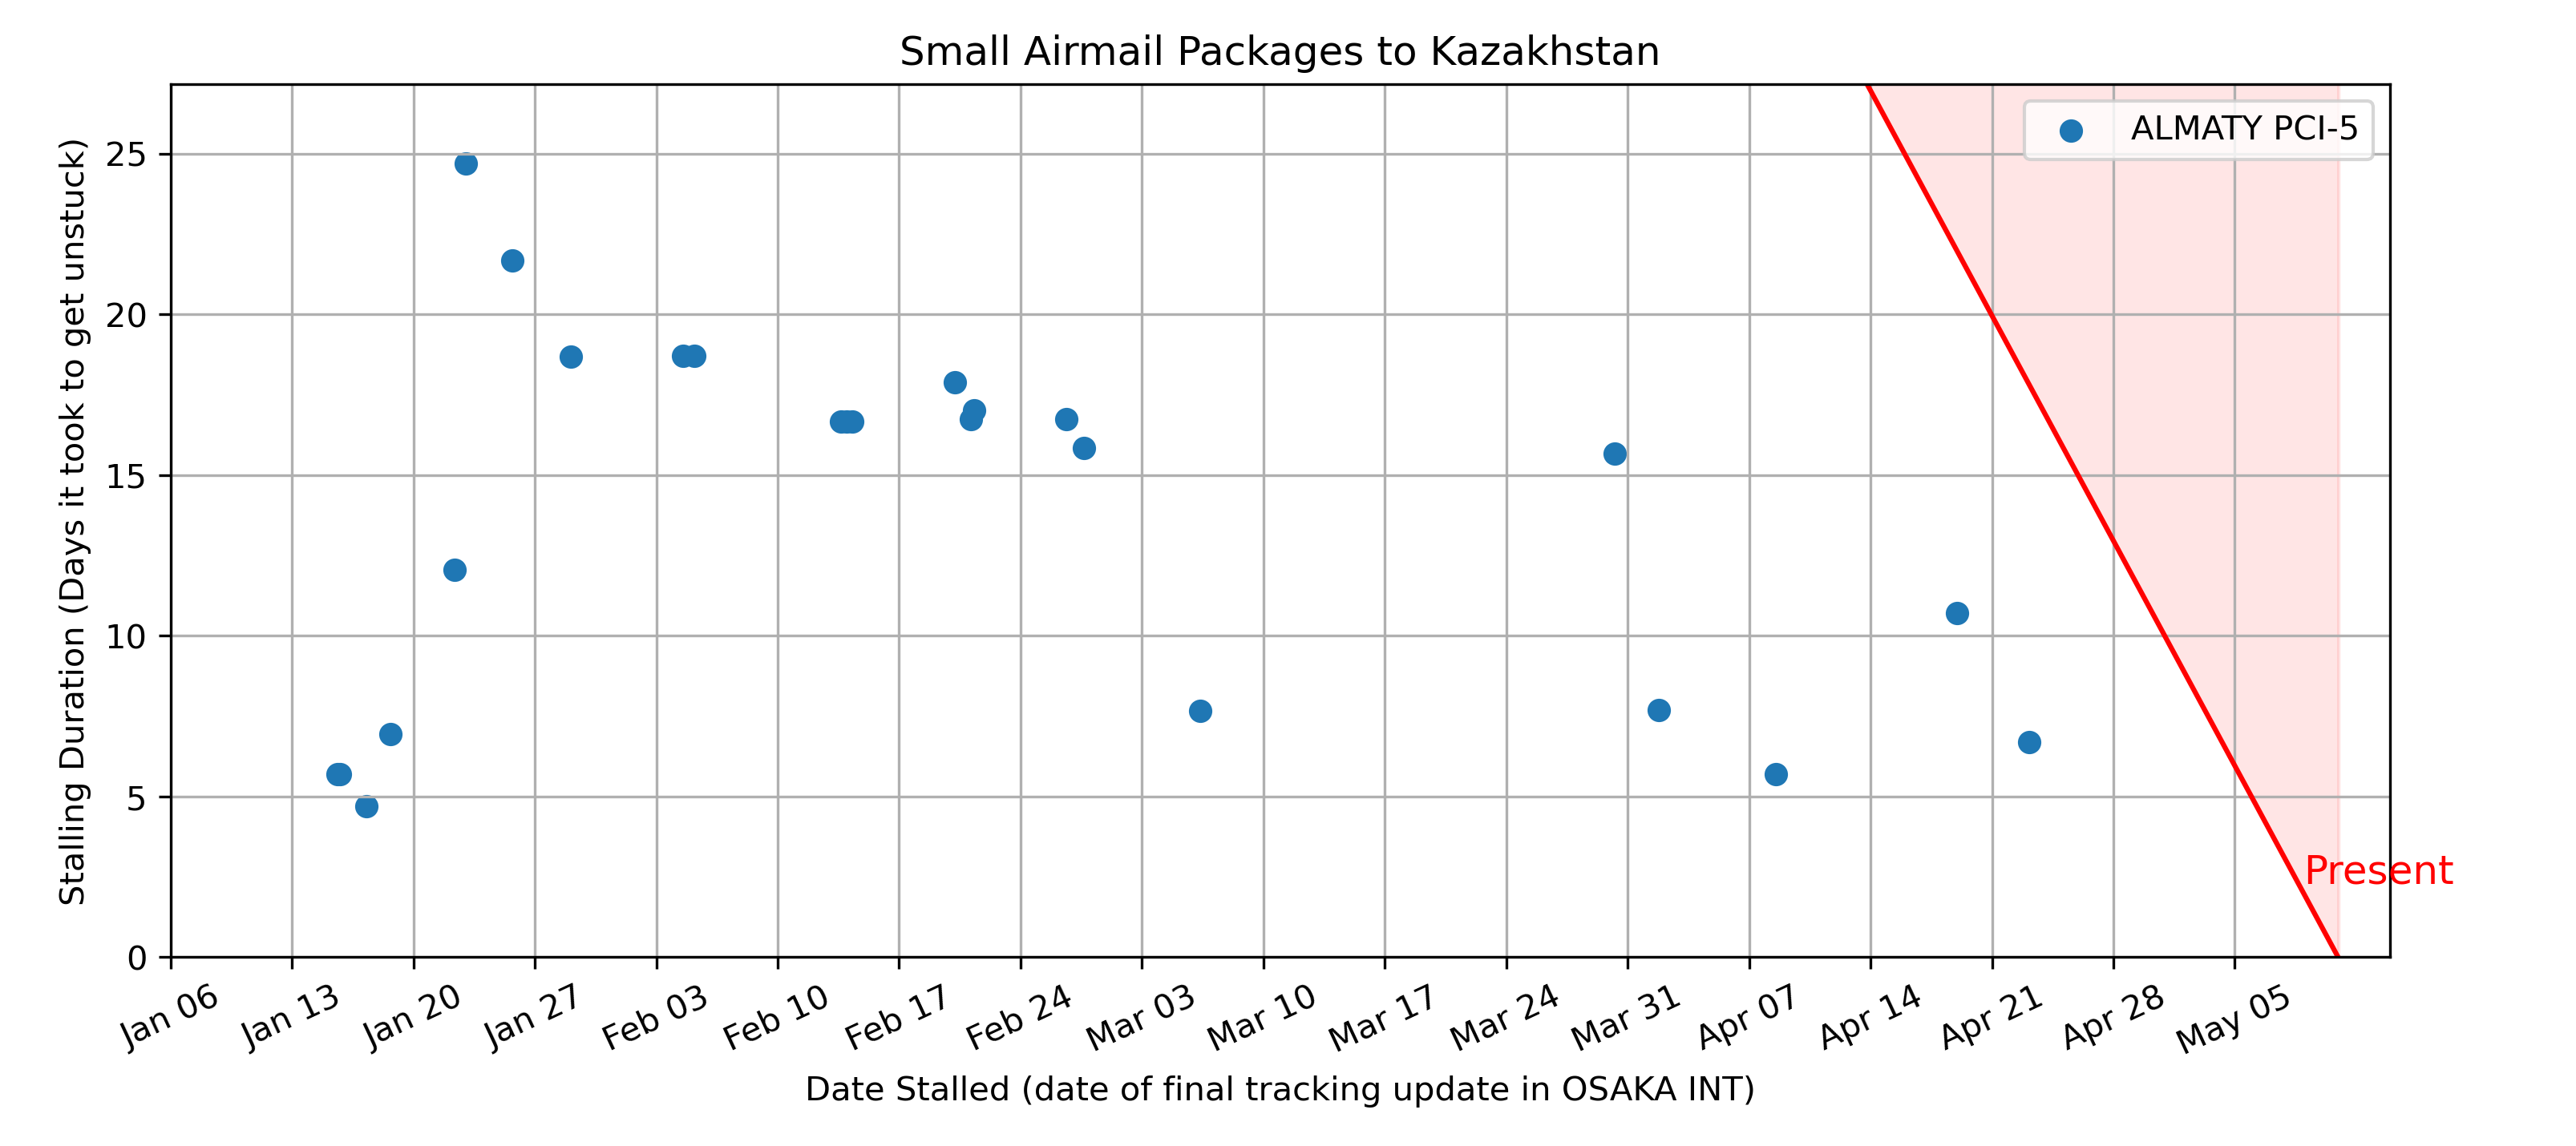 Small Airmail Packages to Kazakhstan
ALMATY PCI-5
Stalling Duration (Days it took to get unstuck)
25
20
15
10
5
0
Present
Jan 06
Jan 13
Jan 20
Jan 27
Feb 03
Feb 10
Feb 17
Feb 24
Mar 03
Mar 10
Mar 17
Mar 24
Mar 31
Apr 07
Apr 14
Apr 21
Apr 28
May 05
Date Stalled (date of final tracking update in OSAKA INT)